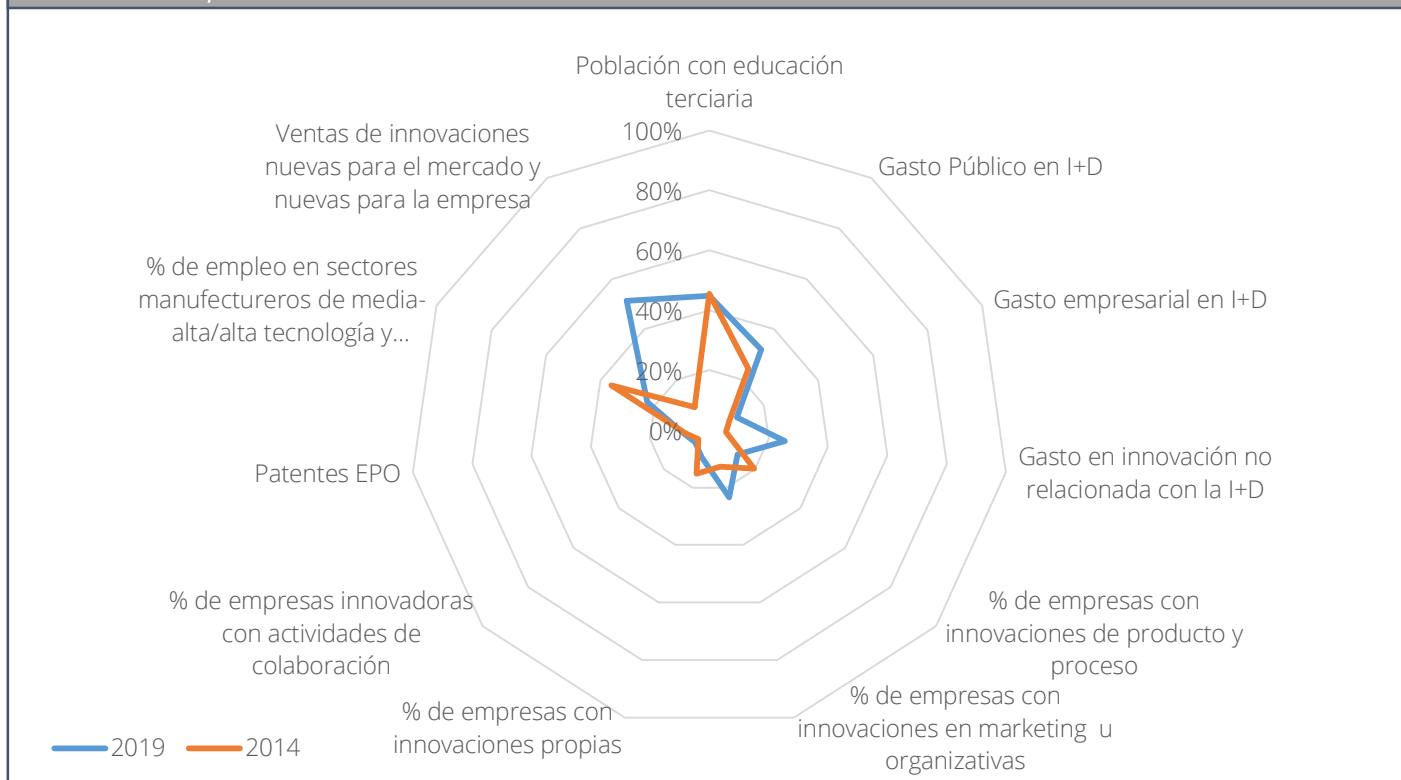 Población con educación
terciaria
Ventas de innovaciones
nuevas para el mercado y
nuevas para la empresa
100%
Gasto Público en I+D
80%
60%
% de empleo en sectores
manufectureros de media-
alta/alta tecnología y...
Gasto empresarial en I+D
40%
20%
0%
Patentes EPO
Gasto en innovación no
relacionada con la I+D
% de empresas innovadoras
con actividades de
colaboración
% de empresas con
innovaciones de producto y
proceso
% de empresas con
innovaciones propias
% de empresas con
innovaciones en marketing u
organizativas
2019
2014